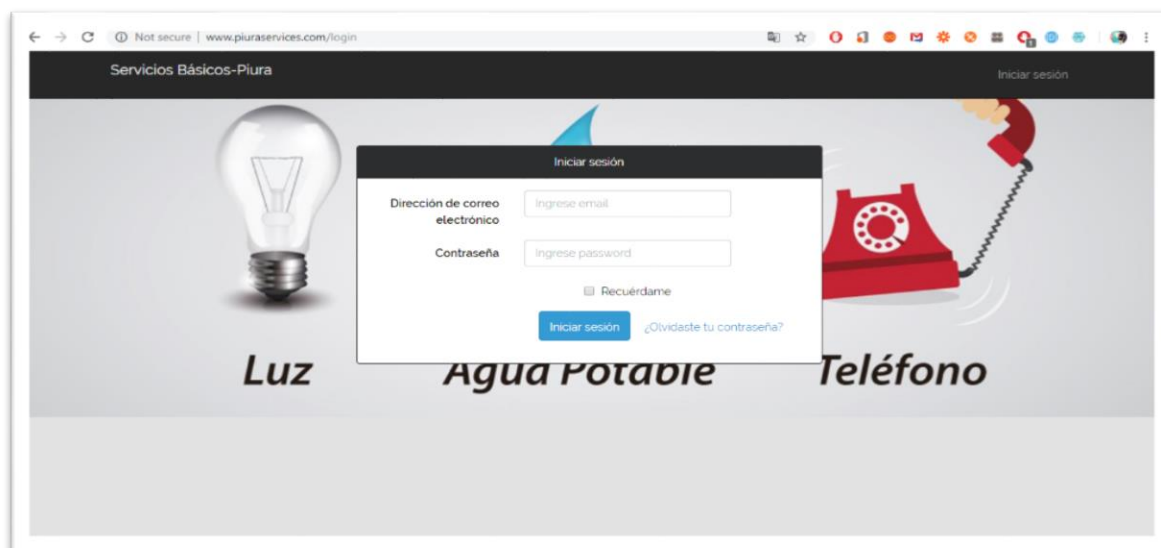 Not secure | www.piuraservices.com/login
Servicios Básicos-Piura
Iniciar sesión
Iniciar sesión
Dirección de correo
electrónico
Ingrese email
Contraseña
Ingrese password
Recuérdame
Iniciar sesión
¿Olvidaste tu contraseña?
Luz
Agua Potable
Teléfono